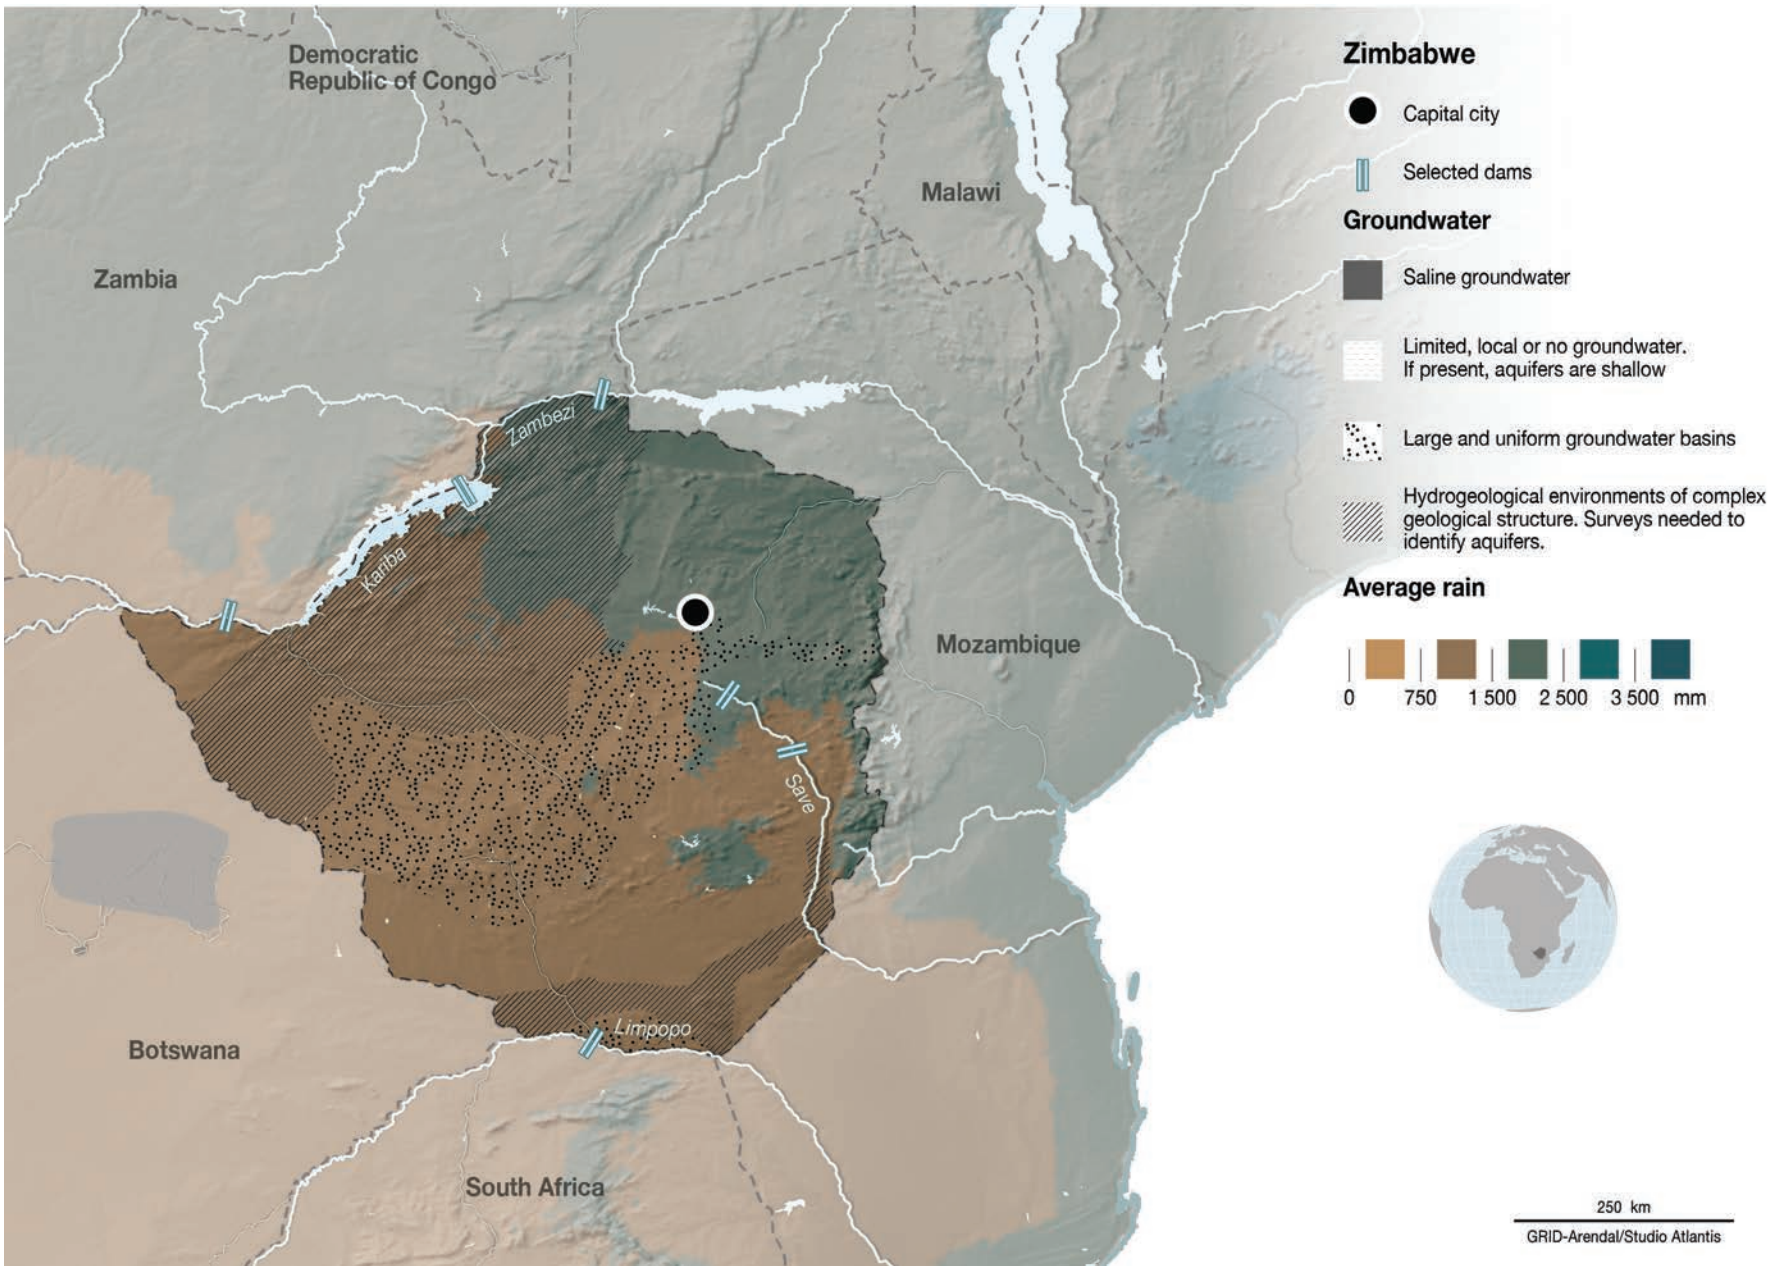 Democratic
Republic of Congo
Zambia
Malawi
Zambezi
Kariba
Mozambique
Save
Limpopo
Botswana
South Africa
Zimbabwe
Capital city
Selected dams
Groundwater
Saline groundwater
Limited, local or no groundwater.
If present, aquifers are shallow
Large and uniform groundwater basins
Hydrogeological environments of complex
geological structure. Surveys needed to
identify aquifers.
Average rain
0 750 1 500 2 500 3 500 mm
250 km
GRID-Arendal/Studio Atlantis